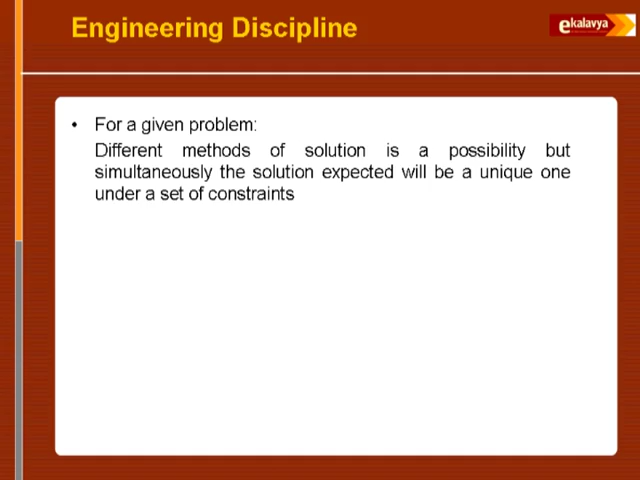 Engineering Discipline
ekalavya
• For a given problem:
Different methods of solution is a possibility but
simultaneously the solution expected will be a unique one
under a set of constraints